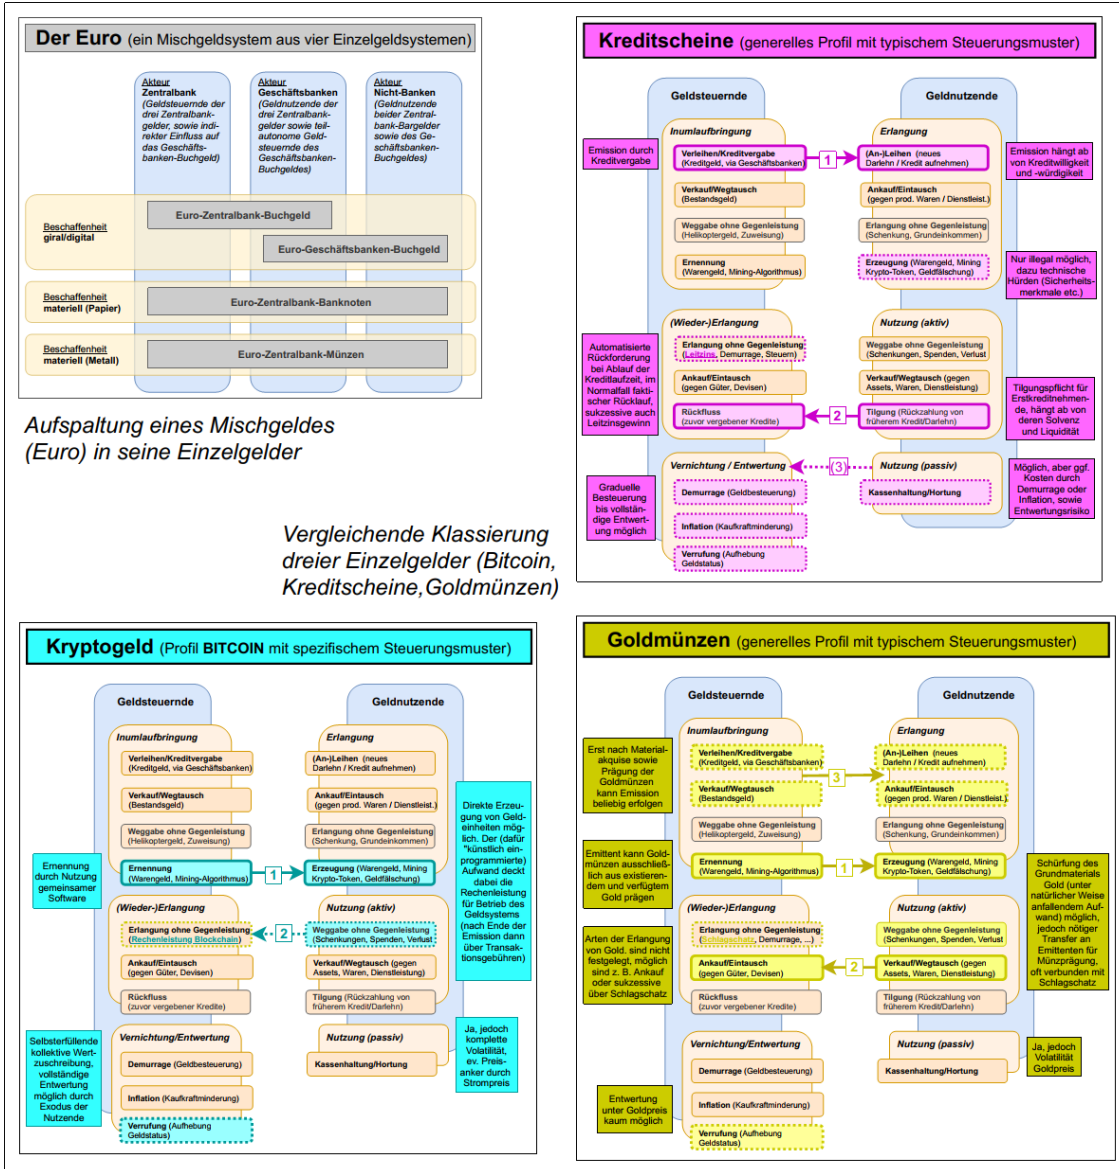 Der Euro (ein Mischgeldsystem aus vier Einzelgeldsystemen)
Akteur
Zentralbank
(Geldsteuernde der
drei Zentralbank-
gelder, sowie indi-
rekter Einfluss auf
das Geschäfts-
banken-Buchgeld)
Akteur
Geschäftsbanken
(Geldnutzende der
drei Zentralbank-
gelder sowie teil-
autonome Geld-
steuernde des
Geschäftsbanken-
Buchgeldes)
Akteur
Nicht-Banken
(Geldnutzende
beider Zentral-
bank-Bargelder
sowie des Ge-
schäftsbanken-
Buchgeldes)
Beschaffenheit
giral/digital
Euro-Zentralbank-Buchgeld
Euro-Geschäftsbanken-Buchgeld
Beschaffenheit
materiell (Papier)
Euro-Zentralbank-Banknoten
Beschaffenheit
materiell (Metall)
Euro-Zentralbank-Münzen
Aufspaltung eines Mischgeldes
(Euro) in seine Einzelgelder
Vergleichende Klassierung
dreier Einzelgelder (Bitcoin,
Kreditscheine,Goldmünzen)
Kreditscheine (generelles Profil mit typischem Steuerungsmuster)
Geldsteuernde
Geldnutzende
Inumlaufbringung
Erlangung
Emission durch
Kreditvergabe
Verleihen/Kreditvergabe
(Kreditgeld, via Geschäftsbanken)
1
(An-)Leihen (neues
Darlehn / Kredit aufnehmen)
Emission hängt ab
von Kreditwilligkeit
und -würdigikeit
Verkauf/Wegtausch
(Bestandsgeld)
Ankauf/Eintausch
(gegen prod. Waren / Dienstleist.)
Weggabe ohne Gegenleistung
(Helikoptergeld, Zuweisung)
Erlangung ohne Gegenleistung
(Schenkung, Grundeinkommen)
Ernennung
(Warengeld, Mining-Algorithmus)
Erzeugung (Warengeld, Mining
Krypto-Token, Geldfälschung)
Nur illegal möglich,
dazu technische
Hürden (Sicherheits-
merkmale etc.)
(Wieder-)Erlangung
Nutzung (aktiv)
Automatisierte
Rückforderung
bei Ablauf der
Kreditlaufzeit, im
Normalfall fakti-
scher Rücklauf,
sukzessive auch
Leitzinsgewinn
Erlangung ohne Gegenleistung
(Leitzins, Demurrage, Steuern)
Weggabe ohne Gegenleistung
(Schenkungen, Spenden, Verlust
Ankauf/Eintausch
(gegen Güter, Devisen)
Verkauf/Wegtausch (gegen
Assets, Waren, Dienstleistung)
Rückfluss
(zuvor vergebener Kredite)
2
Tilgung (Rückzahlung von
früherem Kredit/Darlehn)
Tilgungspflicht für
Erstkreditnehmen-
de, hängt ab von
deren Solvenz
und Liquidität
Vernichtung / Entwertung
(3)
Nutzung (passiv)
Graduelle
Besteuerung
bis vollstän-
dige Entwert-
ung möglich
Demurrage (Geldbesteuerung)
Kassenhaltung/Hortung
Möglich, aber ggf.
Kosten durch
Demurrage oder
Inflation, sowie
Entwertungsrisiko
Inflation (Kaufkraftminderung)
Verrufung (Aufhebung
Geldstatus)
Kryptogeld (Profil BITCOIN mit spezifischem Steuerungsmuster)
Geldsteuernde
Geldnutzende
Inumlaufbringung
Erlangung
Verleihen/Kreditvergabe
(Kreditgeld, via Geschäftsbanken)
(An-)Leihen (neues
Darlehn / Kredit aufnehmen)
Verkauf/Wegtausch
(Bestandsgeld)
Ankauf/Eintausch
(gegen prod. Waren / Dienstleist.)
Weggabe ohne Gegenleistung
(Helikoptergeld, Zuweisung)
Erlangung ohne Gegenleistung
(Schenkung, Grundeinkommen)
Direkte Erzeu-
gung von Geld-
einheiten mög-
lich. Der (dafür
"künstlich ein-
programmierte)
Aufwand deckt
dabei die
Rechenleistung
für Betrieb des
Geldsystems
(nach Ende der
Emission dann
über Transak-
tionsgebühren)
Ernennung
durch Nutzung
gemeinsamer
Software
Ernennung
(Warengeld, Mining-Algorithmus)
1
Erzeugung (Warengeld, Mining
Krypto-Token, Geldfälschung)
(Wieder-)Erlangung
Nutzung (aktiv)
Erlangung ohne Gegenleistung
(Rechenleistung Blockchain)
2
Weggabe ohne Gegenleistung
(Schenkungen, Spenden, Verlust
Ankauf/Eintausch
(gegen Güter, Devisen)
Verkauf/Wegtausch (gegen
Assets, Waren, Dienstleistung)
Rückfluss
(zuvor vergebener Kredite)
Tilgung (Rückzahlung von
früherem Kredit/Darlehn)
Vernichtung/Entwertung
Nutzung (passiv)
Selbsterfüllende
kollektive Wert-
zuschreibung,
vollständige
Entwertung
möglich durch
Exodus der
Nutzende
Demurrage (Geldbesteuerung)
Kassenhaltung/Hortung
Ja, jedoch
komplette
Volatilität,
ev. Preis-
anker durch
Strompreis
Inflation (Kaufkraftminderung)
Verrufung (Aufhebung
Geldstatus)
Goldmünzen (generelles Profil mit typischem Steuerungsmuster)
Geldsteuernde
Geldnutzende
Inumlaufbringung
Erlangung
Erst nach Material-
akquise sowie
Prägung der
Goldmünzen
kann Emission
beliebig erfolgen
Verleihen/Kreditvergabe
(Kreditgeld, via Geschäftsbanken)
(An-)Leihen (neues
Darlehn / Kredit aufnehmen)
3
Verkauf/Wegtausch
(Bestandsgeld)
Ankauf/Eintausch
(gegen prod. Waren / Dienstleist.)
Weggabe ohne Gegenleistung
(Helikoptergeld, Zuweisung)
Erlangung ohne Gegenleistung
(Schenkung, Grundeinkommen)
Emittent kann Gold-
münzen ausschließ-
lich aus existieren-
dem und verfügtem
Gold prägen
Ernennung
(Warengeld, Mining-Algorithmus)
1
Erzeugung (Warengeld, Mining
Krypto-Token, Geldfälschung)
Schürfung des
Grundmaterials
Gold (unter
natürlicher Weise
anfallendem Auf-
wand) möglich,
jedoch nötiger
Transfer an
Emittenten für
Münzprägung,
oft verbunden mit
Schlagschatz
(Wieder-)Erlangung
Nutzung (aktiv)
Arten der Erlangung
von Gold. sind nicht
festgelegt, möglich
sind z. B. Ankauf
oder sukzessive
über Schlagschatz
Erlangung ohne Gegenleistung
(Schlagschatz, Demurrage, ...)
Weggabe ohne Gegenleistung
(Schenkungen, Spenden, Verlust
Ankauf/Eintausch
(gegen Güter, Devisen)
2
Verkauf/Wegtausch (gegen
Assets, Waren, Dienstleistung)
Rückfluss
(zuvor vergebener Kredite)
Tilgung (Rückzahlung von
früherem Kredit/Darlehn)
Vernichtung/Entwertung
Nutzung (passiv)
Demurrage (Geldbesteuerung)
Kassenhaltung/Hortung
Ja, jedoch
Volatilität
Goldpreis
Entwertung
unter Goldpreis
kaum möglich
Inflation (Kaufkraftminderung)
Verrufung (Aufhebung
Geldstatus)